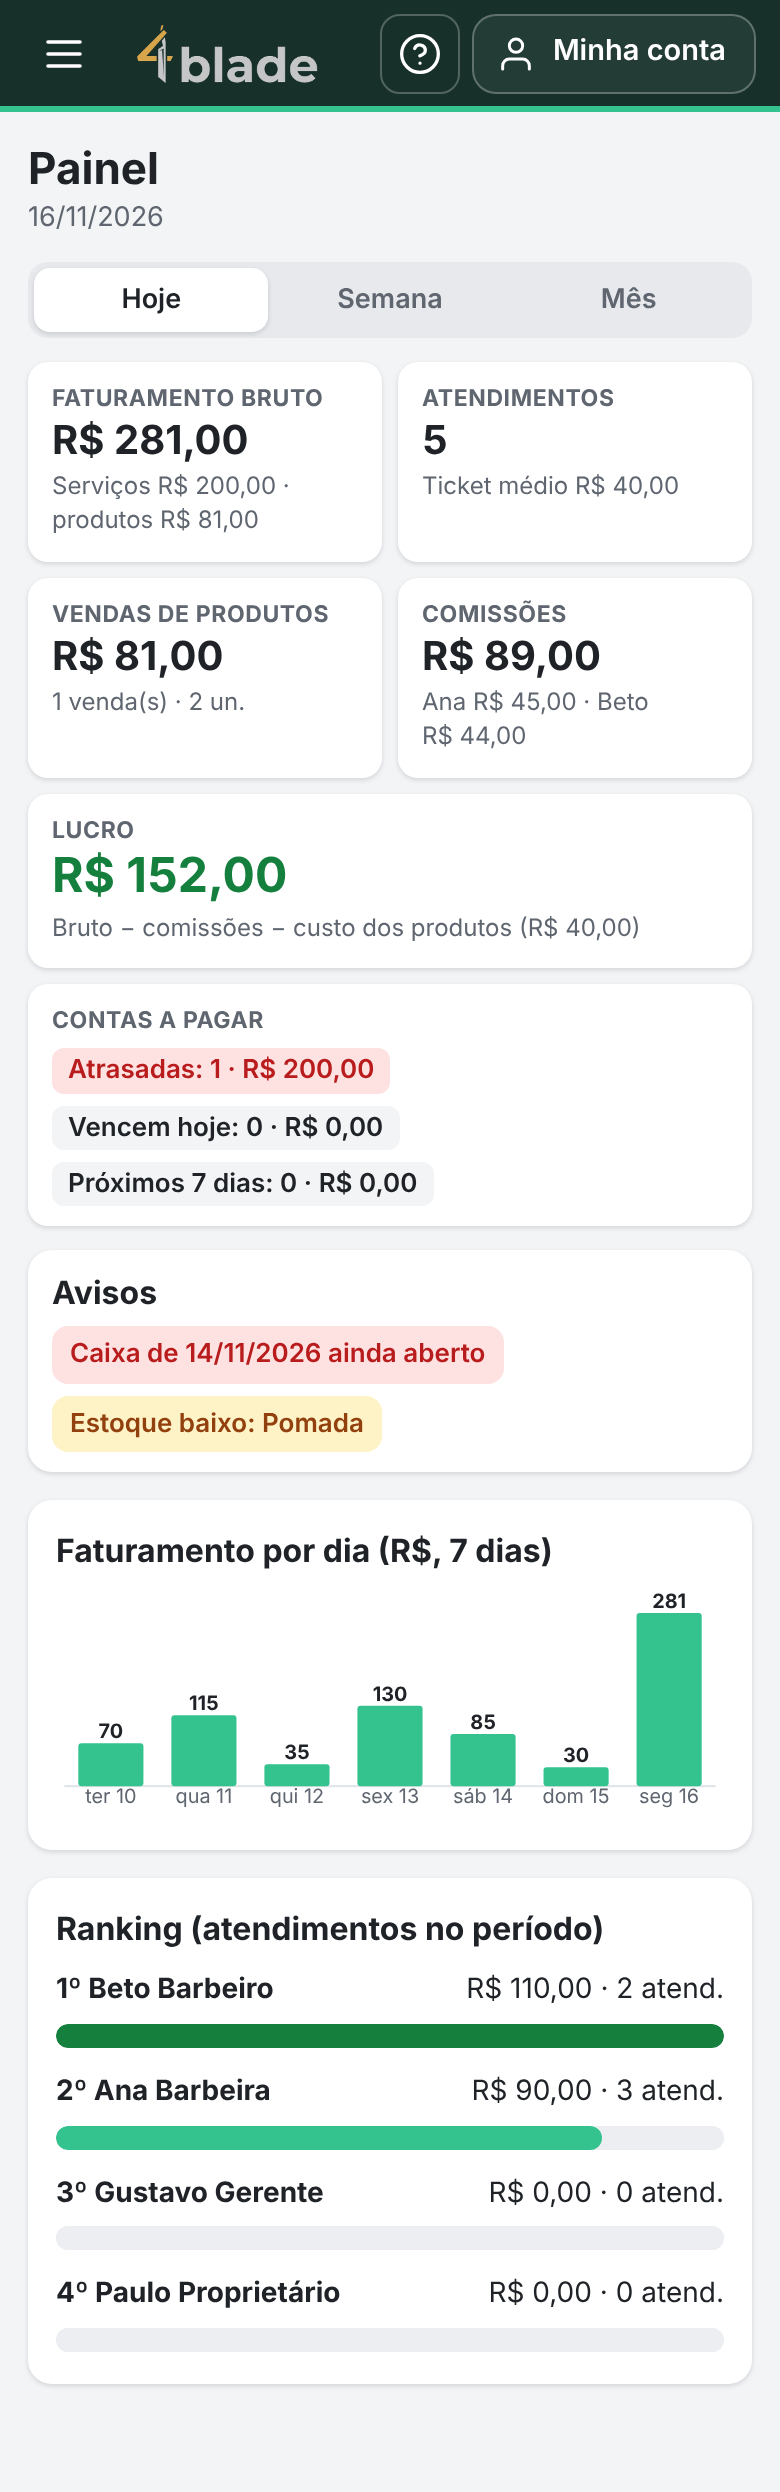 4blade
Minha conta
Painel
16/11/2026
Hoje
Semana
Mês
FATURAMENTO BRUTO
R$ 281,00
Serviços R$ 200,00 ·
produtos R$ 81,00
ATENDIMENTOS
5
Ticket médio R$ 40,00
VENDAS DE PRODUTOS
R$ 81,00
1 venda(s) · 2 un.
COMISSÕES
R$ 89,00
Ana R$ 45,00 · Beto
R$ 44,00
LUCRO
R$ 152,00
Bruto − comissões − custo dos produtos (R$ 40,00)
CONTAS A PAGAR
Atrasadas: 1 · R$ 200,00
Vencem hoje: 0 · R$ 0,00
Próximos 7 dias: 0 · R$ 0,00
Avisos
Caixa de 14/11/2026 ainda aberto
Estoque baixo: Pomada
Faturamento por dia (R$, 7 dias)
70
115
35
130
85
30
281
ter 10
qua 11
qui 12
sex 13
sáb 14
dom 15
seg 16
Ranking (atendimentos no período)
1º Beto Barbeiro
R$ 110,00 · 2 atend.
2º Ana Barbeira
R$ 90,00 · 3 atend.
3º Gustavo Gerente
R$ 0,00 · 0 atend.
4º Paulo Proprietário
R$ 0,00 · 0 atend.